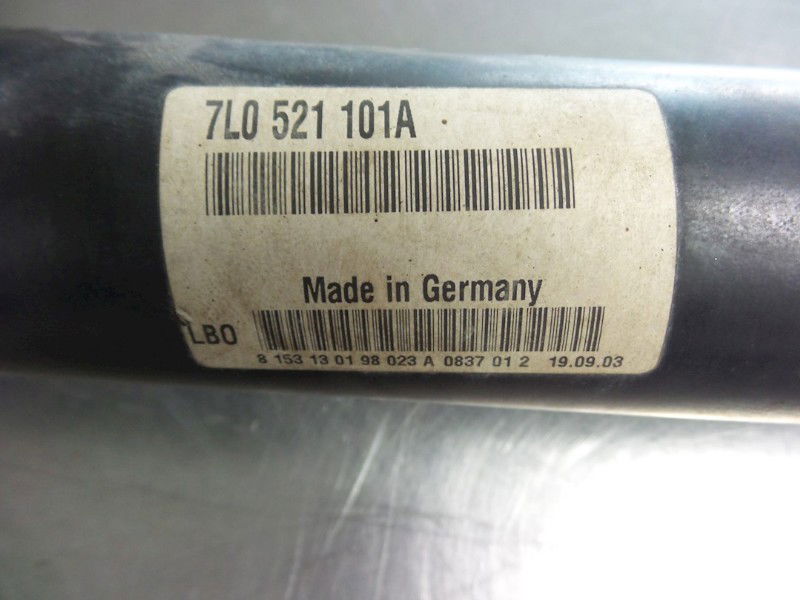 7L0 521 101A
Made in Germany
LBO
8 153 13 01 98 023 A 0837 01 2 19.09.03